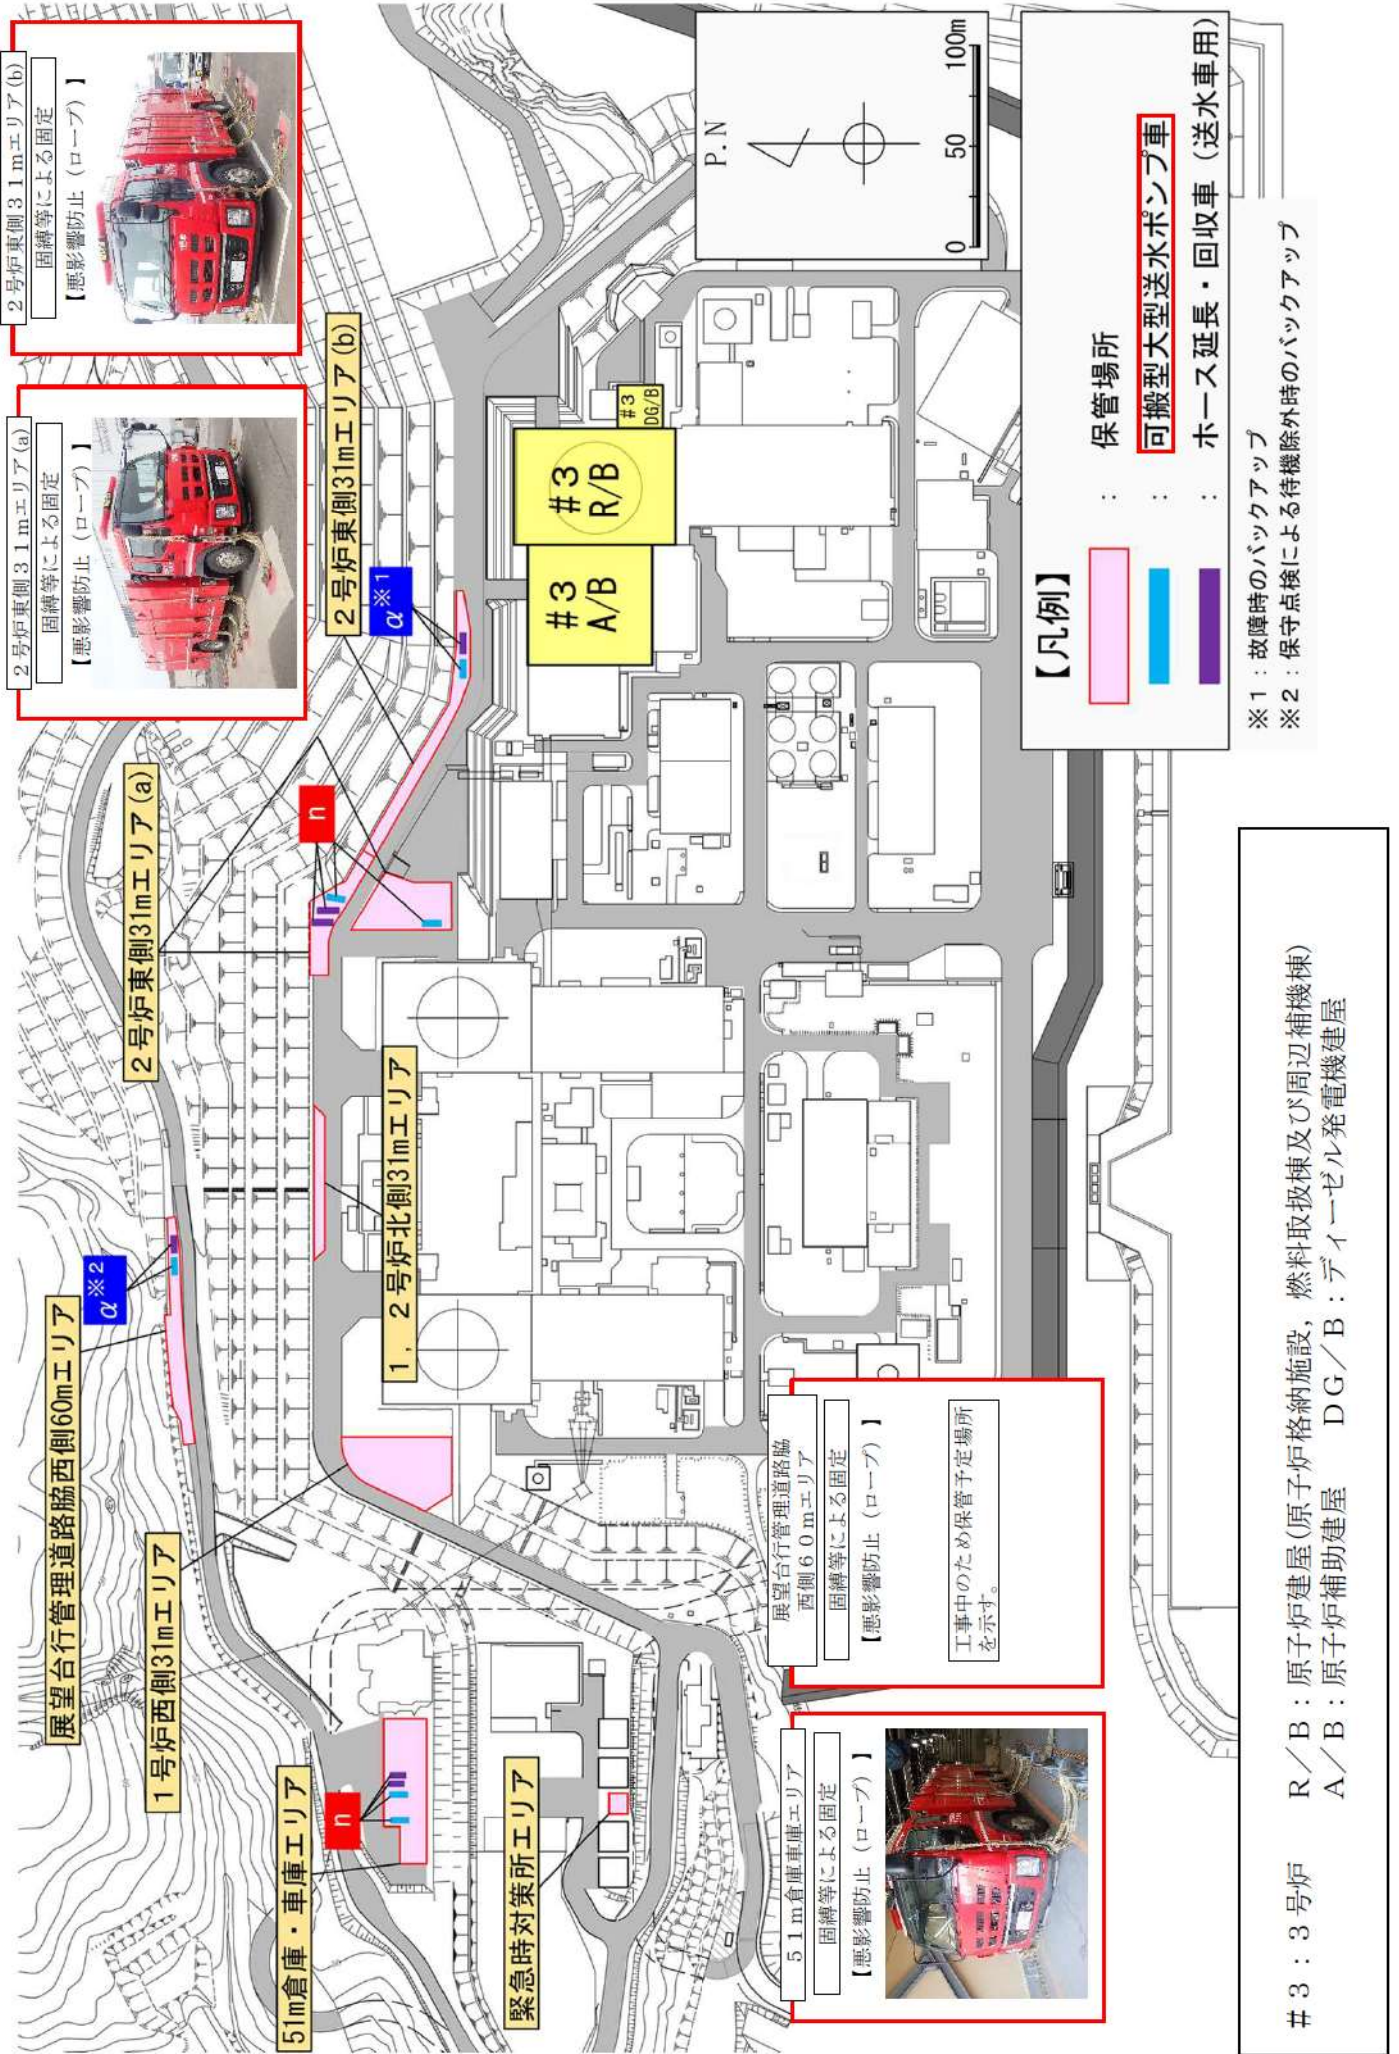 ２号炉東側３１ｍエリア(a)
固縛等による固定
【悪影響防止（ロープ）】
２号炉東側３１ｍエリア(b)
固縛等による固定
【悪影響防止（ロープ）】
展望台行管理道路脇西側60mエリア
α※2
2号炉東側31mエリア(a)
2号炉東側31mエリア(b)
1号炉西側31mエリア
n
α※1
51m倉庫・車庫エリア
n
1，2号炉北側31mエリア
緊急時対策所エリア
#3
A/B
#3
R/B
#3
DG/B
P.N
0 50 100m
５１ｍ倉庫車庫エリア
固縛等による固定
【悪影響防止（ロープ）】
展望台行管理道路脇
西側６０ｍエリア
固縛等による固定
【悪影響防止（ロープ）】
工事中のため保管予定場所
を示す。
【凡例】
： 保管場所
： 可搬型大型送水ポンプ車
： ホース延長・回収車（送水車用）
※1：故障時のバックアップ
※2：保守点検による待機除外時のバックアップ
＃３：３号炉 Ｒ／Ｂ：原子炉建屋(原子炉格納施設，燃料取扱棟及び周辺補機棟)
Ａ／Ｂ：原子炉補助建屋 ＤＧ／Ｂ：ディーゼル発電機建屋